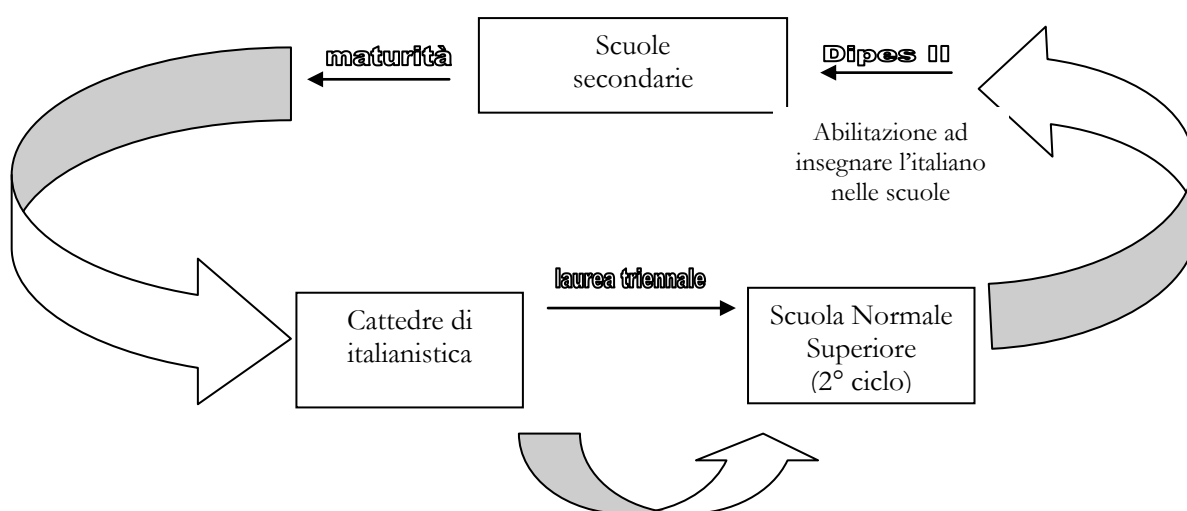 maturità
Scuole
secondarie
Dipes II
Abilitazione ad
insegnare l'italiano
nelle scuole
Cattedre di
italianistica
laurea triennale
Scuola Normale
Superiore
(2° ciclo)